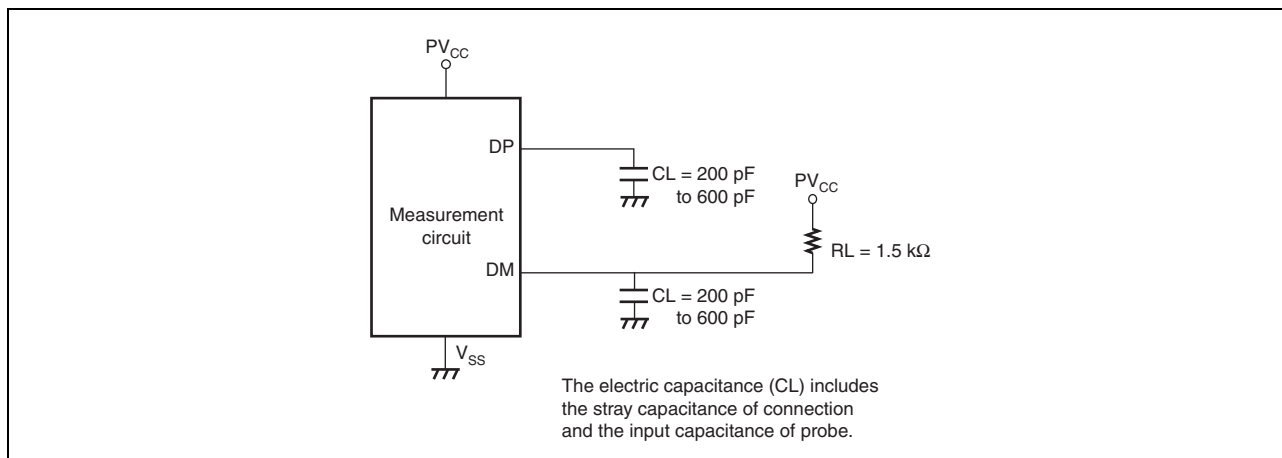 PVCC
DP
CL = 200 pF
to 600 pF
PVCC
Measurement
circuit
RL = 1.5 kΩ
DM
CL = 200 pF
to 600 pF
VSS
The electric capacitance (CL) includes
the stray capacitance of connection
and the input capacitance of probe.